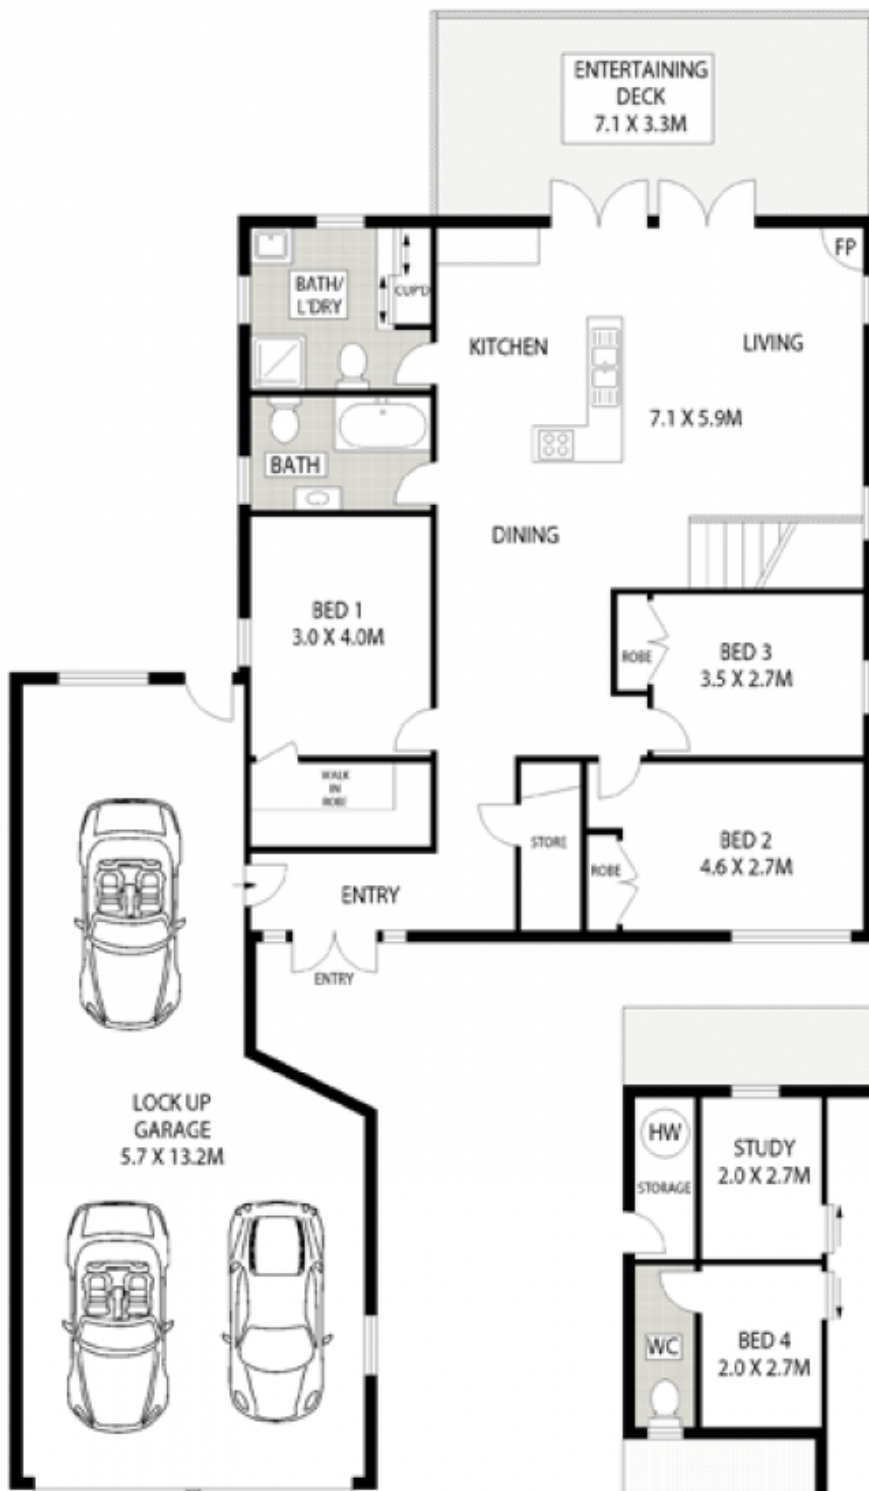 ENTERTAINING
DECK
7.1 X 3.3M
FP
BATH/
L'DRY
CUP'D
KITCHEN
LIVING
7.1 X 5.9M
BATH
DINING
BED 1
3.0 X 4.0M
ROBE
BED 3
3.5 X 2.7M
WALK
IN
ROBE
STORE
BED 2
4.6 X 2.7M
ROBE
ENTRY
ENTRY
LOCK UP
GARAGE
5.7 X 13.2M
HW
STORAGE
STUDY
2.0 X 2.7M
WC
BED 4
2.0 X 2.7M